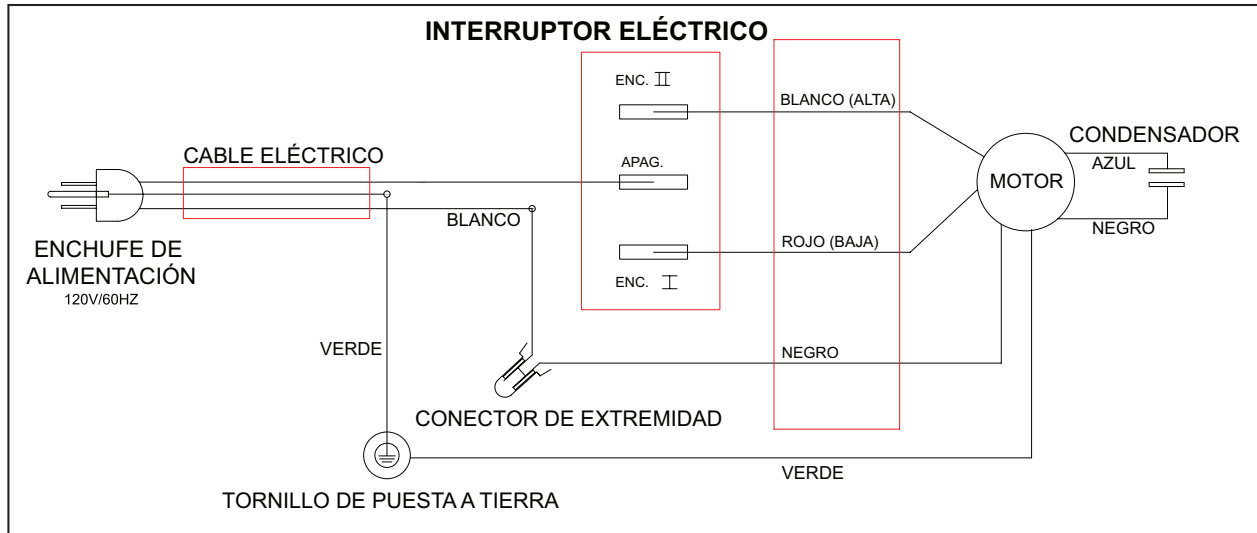 INTERRUPTOR ELÉCTRICO
ENC. II
BLANCO (ALTA)
CONDENSADOR
CABLE ELÉCTRICO
APAG.
AZUL
MOTOR
BLANCO
NEGRO
ENCHUFE DE
ALIMENTACIÓN
120V/60HZ
ROJO (BAJA)
ENC. I
VERDE
NEGRO
CONECTOR DE EXTREMIDAD
VERDE
TORNILLO DE PUESTA A TIERRA